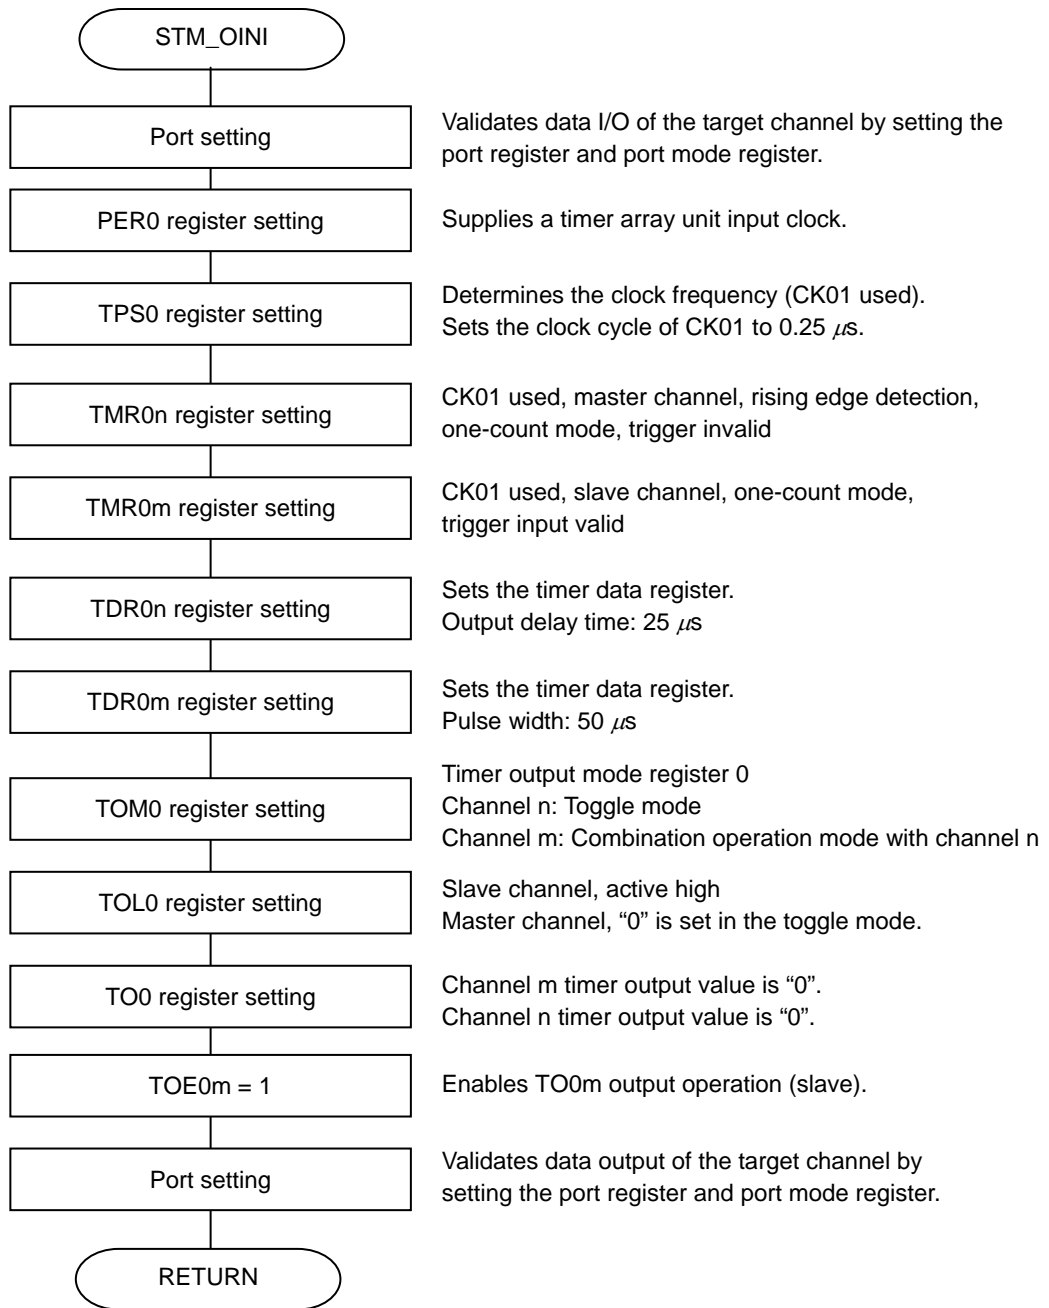 STM_OINI
Port setting
Validates data I/O of the target channel by setting the
port register and port mode register.
PER0 register setting
Supplies a timer array unit input clock.
TPS0 register setting
Determines the clock frequency (CK01 used).
Sets the clock cycle of CK01 to 0.25 μs.
TMR0n register setting
CK01 used, master channel, rising edge detection,
one-count mode, trigger invalid
TMR0m register setting
CK01 used, slave channel, one-count mode,
trigger input valid
TDR0n register setting
Sets the timer data register.
Output delay time: 25 μs
TDR0m register setting
Sets the timer data register.
Pulse width: 50 μs
TOM0 register setting
Timer output mode register 0
Channel n: Toggle mode
Channel m: Combination operation mode with channel n
TOL0 register setting
Slave channel, active high
Master channel, “0” is set in the toggle mode.
TO0 register setting
Channel m timer output value is “0”.
Channel n timer output value is “0”.
TOE0m = 1
Enables TO0m output operation (slave).
Port setting
Validates data output of the target channel by
setting the port register and port mode register.
RETURN